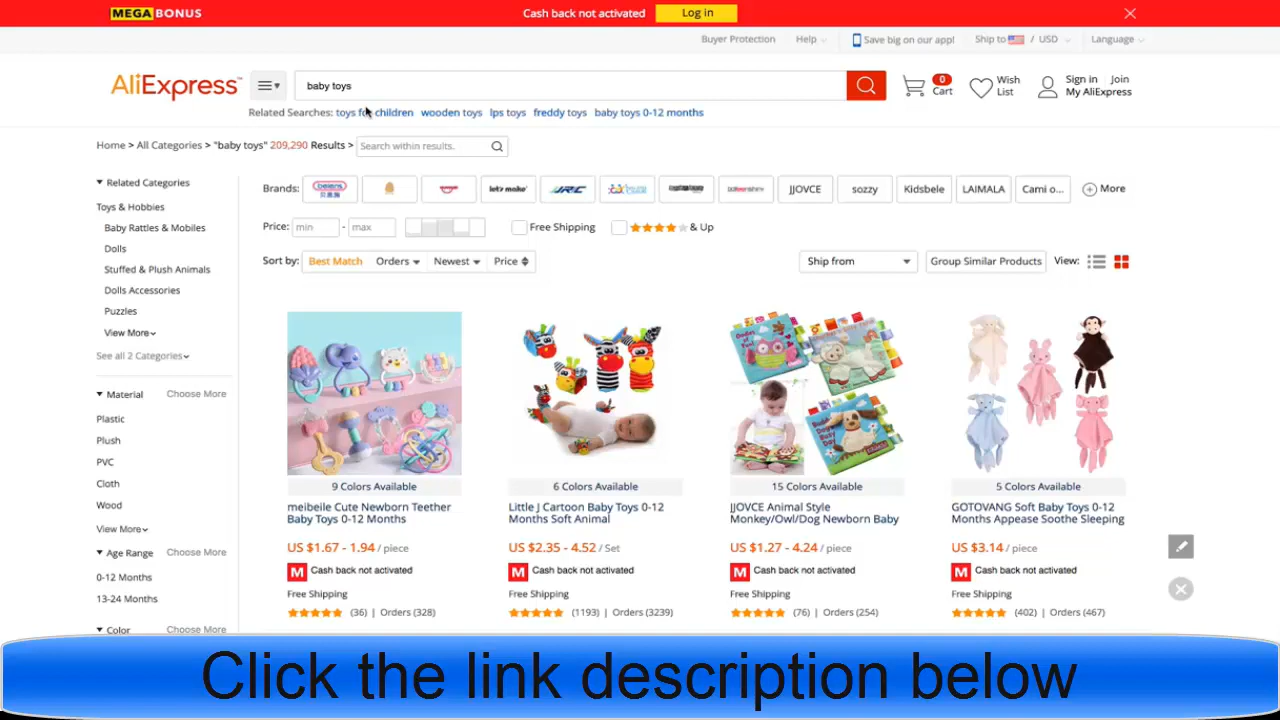 MEGA BONUS
Cash back not activated Log in
Buyer Protection Help Save big on our app! Ship to / USD Language
AliExpress baby toys 0 Cart Wish List Sign in Join My AliExpress
Related Searches: toys for children wooden toys lps toys freddy toys baby toys 0-12 months
Home > All Categories > "baby toys" 209,290 Results > Search within results.
Related Categories
Toys & Hobbies
Baby Rattles & Mobiles
Dolls
Stuffed & Plush Animals
Dolls Accessories
Puzzles
View More
See all 2 Categories
Material Choose More
Plastic
Plush
PVC
Cloth
Wood
View More
Age Range Choose More
0-12 Months
13-24 Months
Color Choose More
Brands: beiens let's make JRC JJOVCE sozzy Kidsbele LAIMALA Cami o... More
Price: min - max Free Shipping & Up
Sort by: Best Match Orders Newest Price Ship from Group Similar Products View:
9 Colors Available
meibeile Cute Newborn Teether
Baby Toys 0-12 Months
US $1.67 - 1.94 / piece
M Cash back not activated
Free Shipping
(36) | Orders (328)
6 Colors Available
Little J Cartoon Baby Toys 0-12
Months Soft Animal
US $2.35 - 4.52 / Set
M Cash back not activated
Free Shipping
(1193) | Orders (3239)
15 Colors Available
JJOVCE Animal Style
Monkey/Owl/Dog Newborn Baby
US $1.27 - 4.24 / piece
M Cash back not activated
Free Shipping
(76) | Orders (254)
5 Colors Available
GOTOVANG Soft Baby Toys 0-12
Months Appease Soothe Sleeping
US $3.14 / piece
M Cash back not activated
Free Shipping
(402) | Orders (467)
Click the link description below